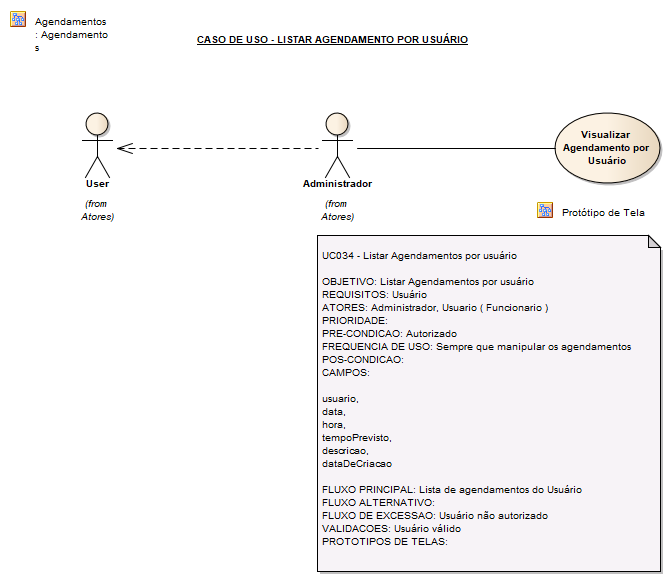 Agendamentos
: Agendamento
s
CASO DE USO - LISTAR AGENDAMENTO POR USUÁRIO
Visualizar
Agendamento por
Usuário
User
Administrador
(from
Atores)
(from
Atores)
Protótipo de Tela
UC034 - Listar Agendamentos por usuário
OBJETIVO: Listar Agendamentos por usuário
REQUISITOS: Usuário
ATORES: Administrador, Usuario ( Funcionario )
PRIORIDADE:
PRE-CONDICAO: Autorizado
FREQUENCIA DE USO: Sempre que manipular os agendamentos
POS-CONDICAO:
CAMPOS:
usuario,
data,
hora,
tempoPrevisto,
descricao,
dataDeCriacao
FLUXO PRINCIPAL: Lista de agendamentos do Usuário
FLUXO ALTERNATIVO:
FLUXO DE EXCESSAO: Usuário não autorizado
VALIDACOES: Usuário válido
PROTOTIPOS DE TELAS: